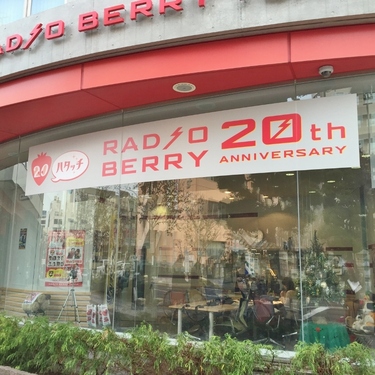 RADIO BERRY
20
ハタッチ
RADIO 20th
BERRY ANNIVERSARY